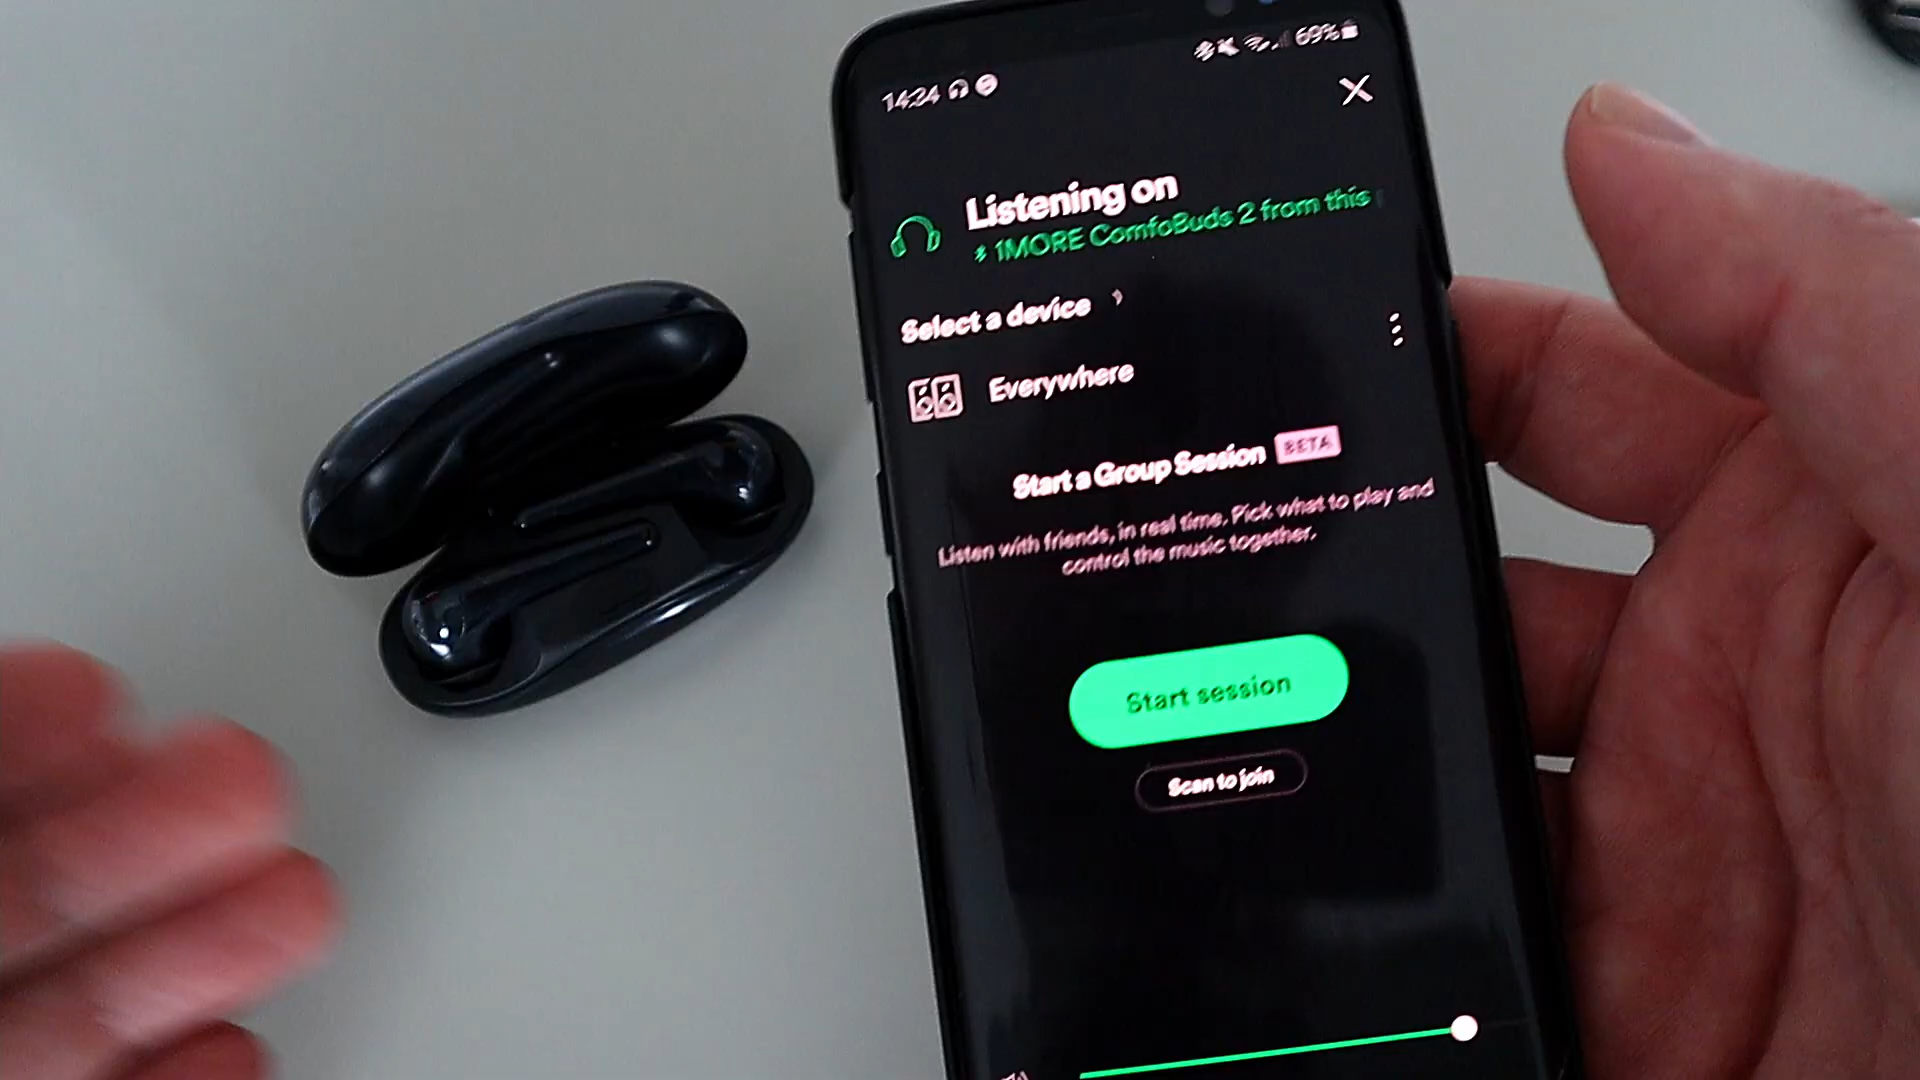 14:24
69%
Listening on
1MORE ComfoBuds 2 from this
Select a device
Everywhere
Start a Group Session BETA
Listen with friends, in real time. Pick what to play and
control the music together.
Start session
Scan to join